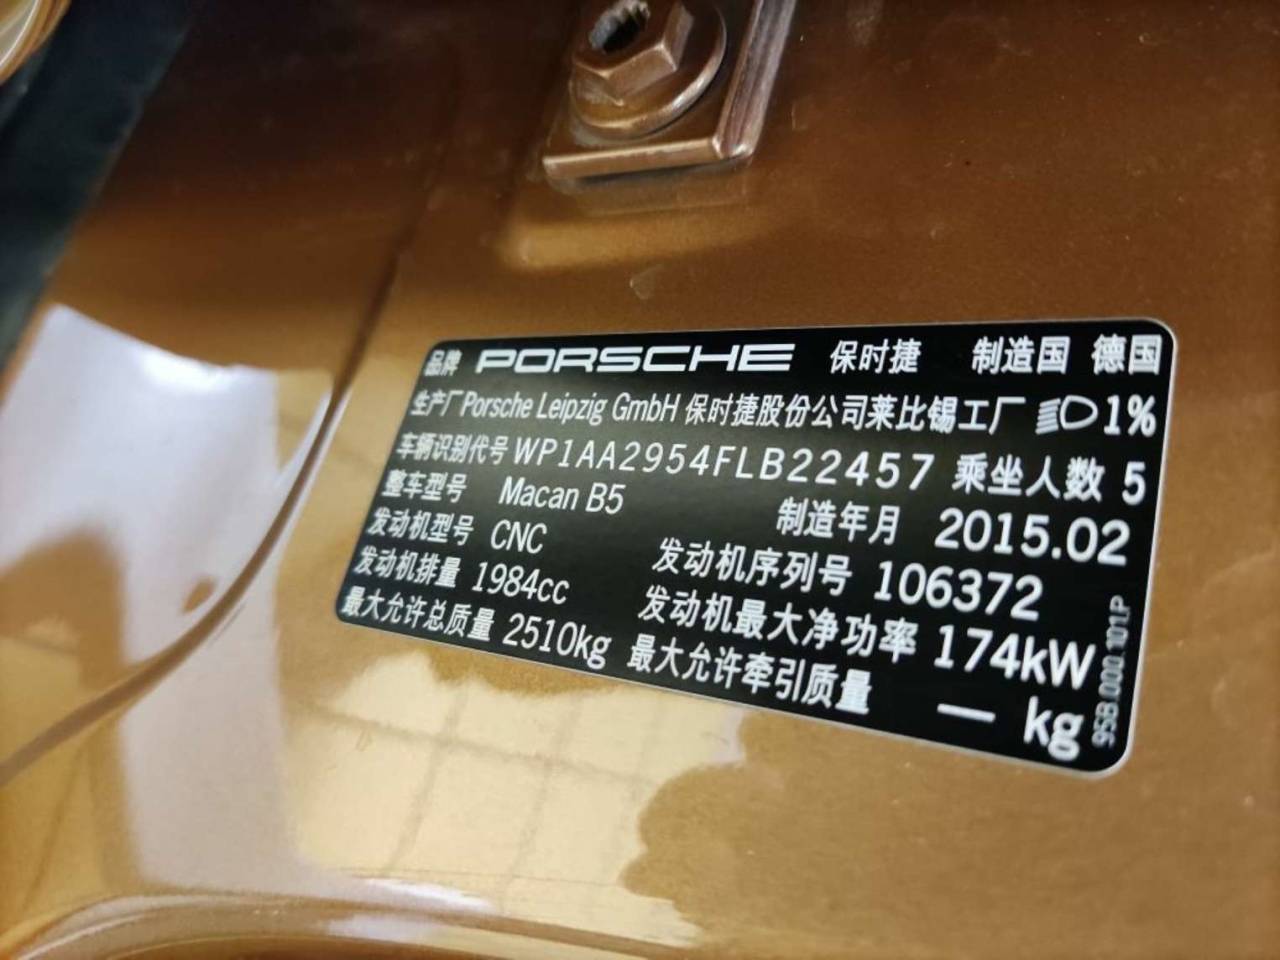 品牌 PORSCHE 保时捷 制造国 德国
生产厂 Porsche Leipzig GmbH 保时捷股份公司莱比锡工厂 1%
车辆识别代号 WP1AA2954FLB22457 乘坐人数 5
整车型号 Macan B5 制造年月 2015.02
发动机型号 CNC 发动机序列号 106372
发动机排量 1984cc 发动机最大净功率 174kW
最大允许总质量 2510kg 最大允许牵引质量 — kg
95B.000.101.P